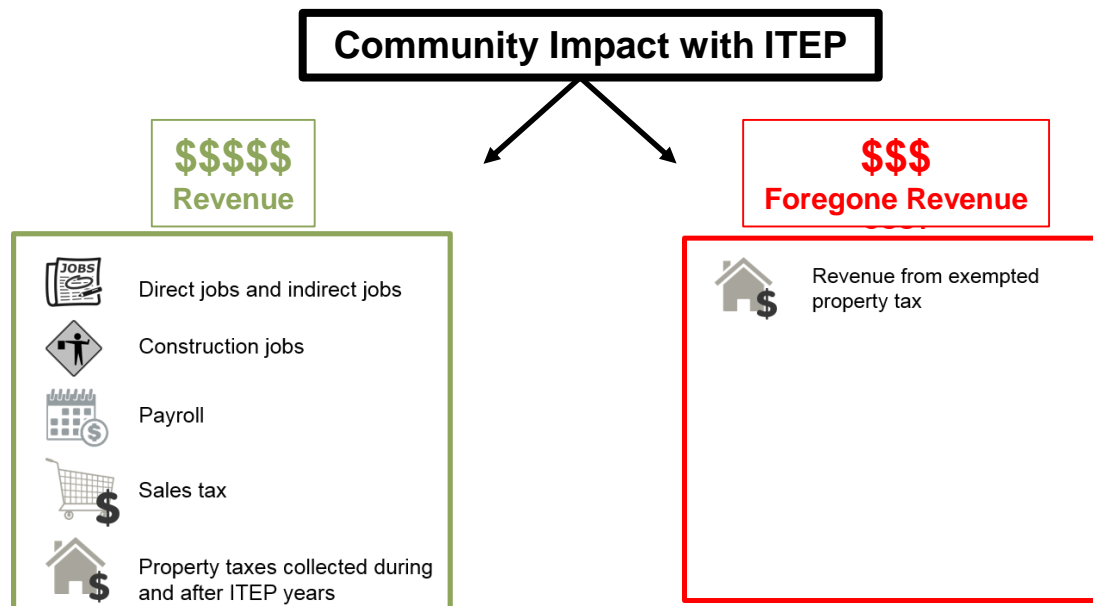 Community Impact with ITEP
$$$$$
Revenue
$$$
Foregone Revenue
JOBS
Direct jobs and indirect jobs
Construction jobs
Payroll
$
Sales tax
$
Property taxes collected during
and after ITEP years
$
Revenue from exempted
property tax
$